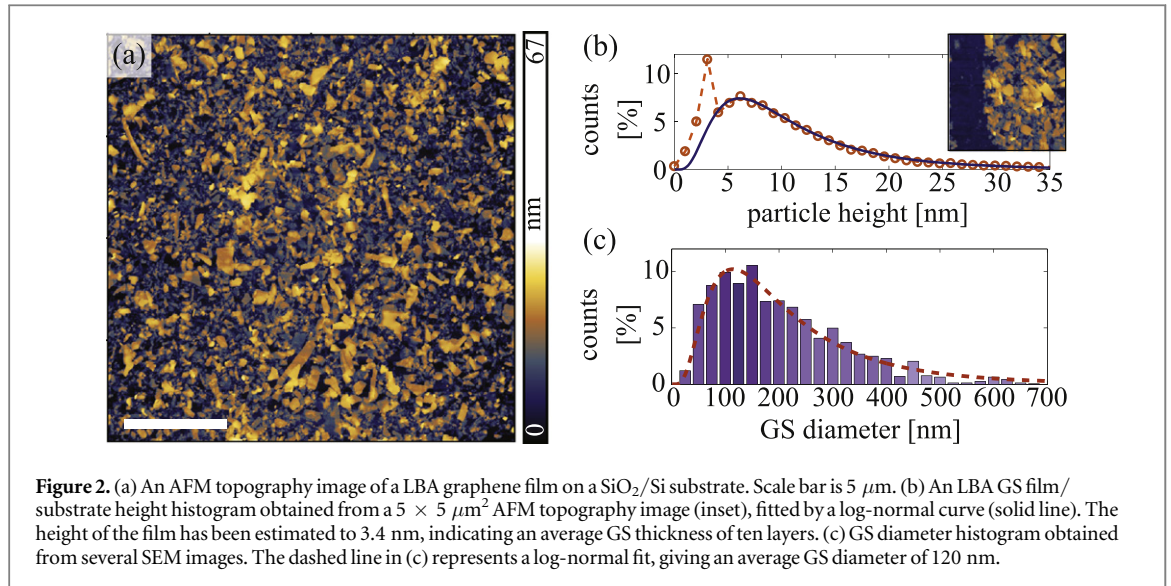 (a)
67
nm
0
(b)
counts
[%]
10
5
0
0 5 10 15 20 25 30 35
particle height [nm]
(c)
counts
[%]
10
5
0
0 100 200 300 400 500 600 700
GS diameter [nm]
Figure 2. (a) An AFM topography image of a LBA graphene film on a SiO₂/Si substrate. Scale bar is 5 μm. (b) An LBA GS film/
substrate height histogram obtained from a 5 × 5 μm² AFM topography image (inset), fitted by a log-normal curve (solid line). The
height of the film has been estimated to 3.4 nm, indicating an average GS thickness of ten layers. (c) GS diameter histogram obtained
from several SEM images. The dashed line in (c) represents a log-normal fit, giving an average GS diameter of 120 nm.